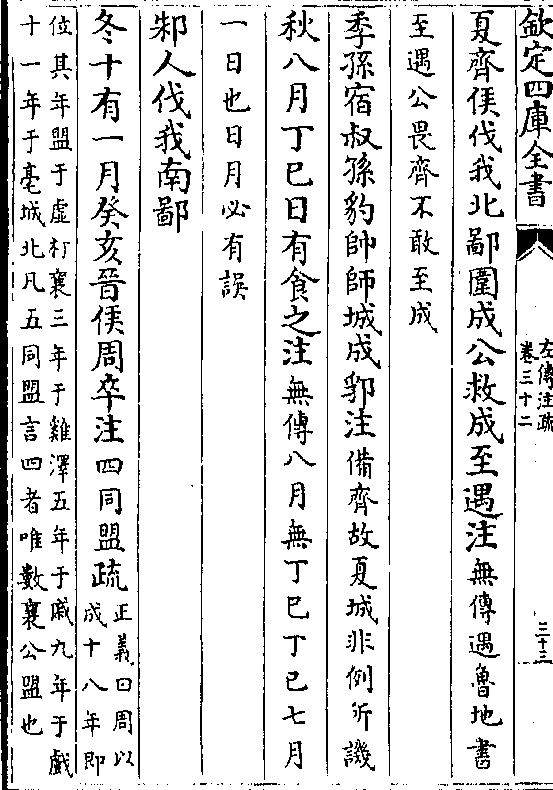 欽定四庫全書
左傳注疏
卷三十二
三十三
夏齊侯伐我北鄙圍成公救成至遇注無傳遇魯地書
至遇公畏齊不敢至成
季孫宿叔孫豹帥師城成郛注備齊故夏城非例所譏
秋八月丁巳日有食之注無傳八月無丁巳丁巳七月
一日也日月必有誤
邾人伐我南鄙
冬十有一月癸亥晉侯周卒注四同盟疏正義曰周以
成十八年即
位其年盟于虛朾襄三年于雞澤五年于戚九年于戲
十一年于亳城北凡五同盟言四者唯數襄公盟也